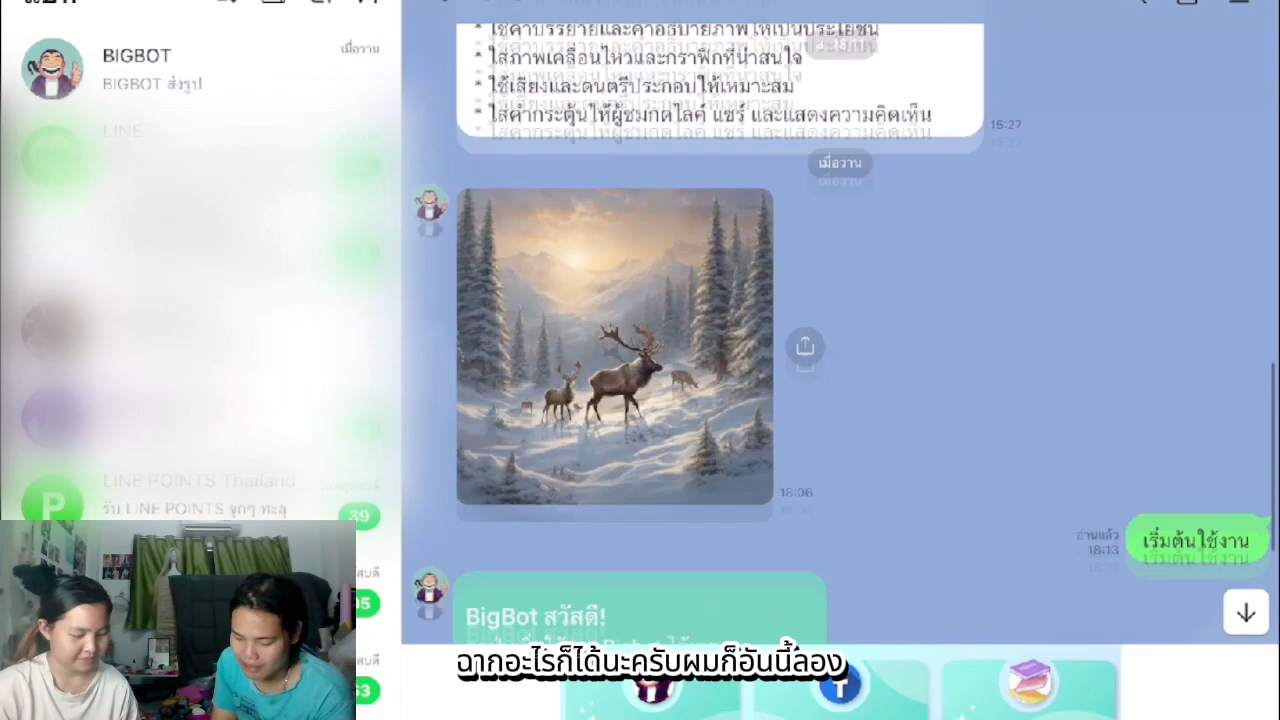 แชท
BIGBOT
เมื่อวาน
BIGBOT ส่งรูป
LINE
LINE POINTS Thailand
รับ LINE POINTS จุกๆ ทะลุ
39
* ใช้คำบรรยายและคำอธิบายภาพให้เป็นประโยชน์
* ใส่ภาพเคลื่อนไหวและกราฟิกที่น่าสนใจ
* ใช้เสียงและดนตรีประกอบให้เหมาะสม
* ใส่คำกระตุ้นให้ผู้ชมกดไลค์ แชร์ และแสดงความคิดเห็น
15:27
เมื่อวาน
18:06
อ่านแล้ว
18:13
เริ่มต้นใช้งาน
BigBot สวัสดี!
ฉากอะไรก็ได้นะครับผมก็อันนี้ลอง